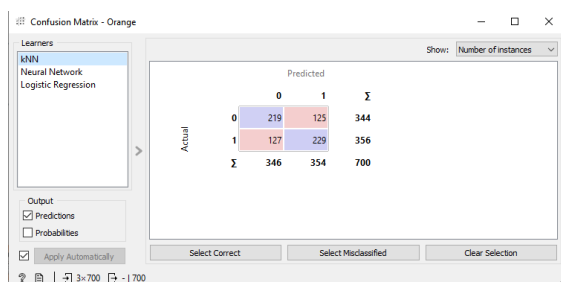 Confusion Matrix - Orange
Learners
kNN
Neural Network
Logistic Regression
Show: Number of instances
Predicted
0 1 Σ
Actual
0 219 125 344
1 127 229 356
Σ 346 354 700
>
Output
Predictions
Probabilities
Apply Automatically
Select Correct Select Misclassified Clear Selection
? 3×700 - | 700